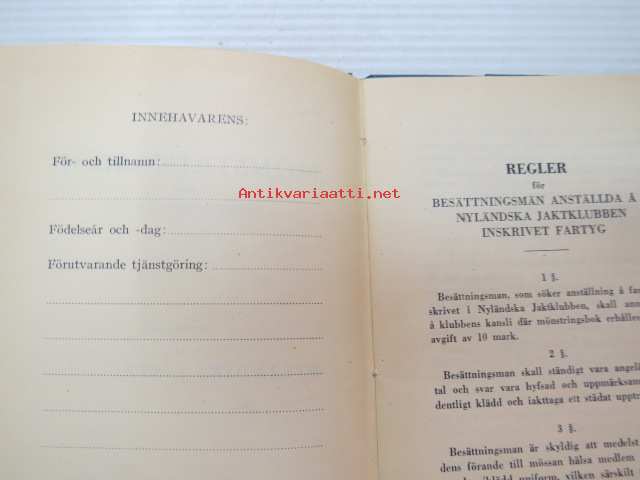 INNEHAVARENS:
För- och tillnamn:
Födelseår och -dag:
Förutvarande tjänstgöring:
Antikvariaatti.net
REGLER
för
BESÄTTNINGSMÄN ANSTÄLLDA Å
NYLÄNDSKA JAKTKLUBBEN
INSKRIVET FARTYG
1 §.
Besättningsman, som söker anställning å
skrivet i Nyländska Jaktklubben, skall
å klubbens kansli där mönstringsbok
avgift av 10 mark.
2 §.
Besättningsman skall ständigt vara
tal och svar vara hyfsad och
dentligt klädd och iakttaga ett städat
3 §.
Besättningsman är skyldig att medelst
dens förande till mössan hälsa medlem
uniform, vilken särskilt